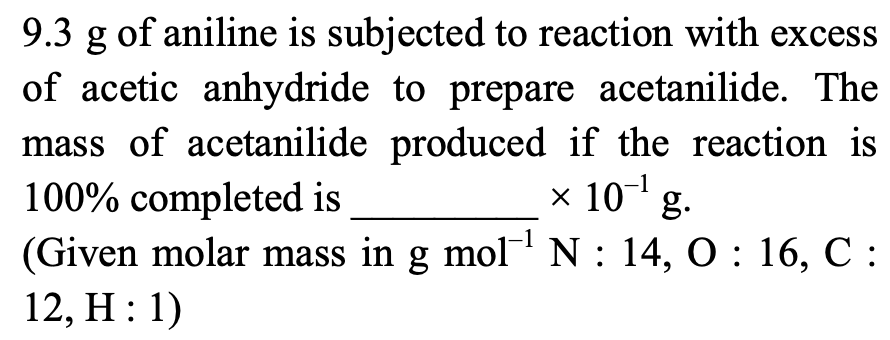 9.3 g of aniline is subjected to reaction with excess
of acetic anhydride to prepare acetanilide. The
mass of acetanilide produced if the reaction is
100% completed is __________ × 10⁻¹ g.
(Given molar mass in g mol⁻¹ N : 14, O : 16, C :
12, H : 1)